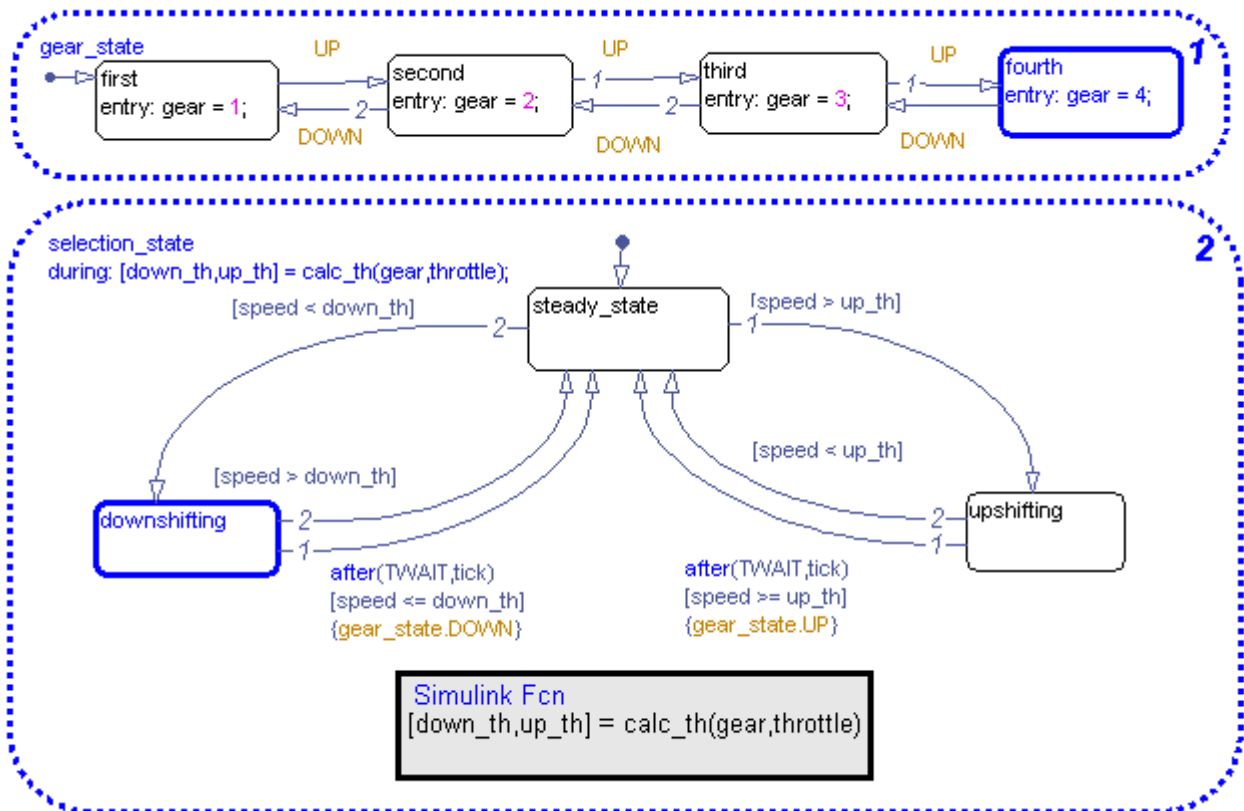 gear_state
1
UP
UP
UP
first
entry: gear = 1;
2
DOWN
second
entry: gear = 2;
1
2
DOWN
third
entry: gear = 3;
1
DOWN
fourth
entry: gear = 4;
selection_state
2
during: [down_th,up_th] = calc_th(gear,throttle);
[speed < down_th]
2
steady_state
1
[speed > up_th]
[speed > down_th]
[speed < up_th]
downshifting
2
1
upshifting
2
1
after(TWAIT,tick)
[speed <= down_th]
{gear_state.DOWN}
after(TWAIT,tick)
[speed >= up_th]
{gear_state.UP}
Simulink Fcn
[down_th,up_th] = calc_th(gear,throttle)